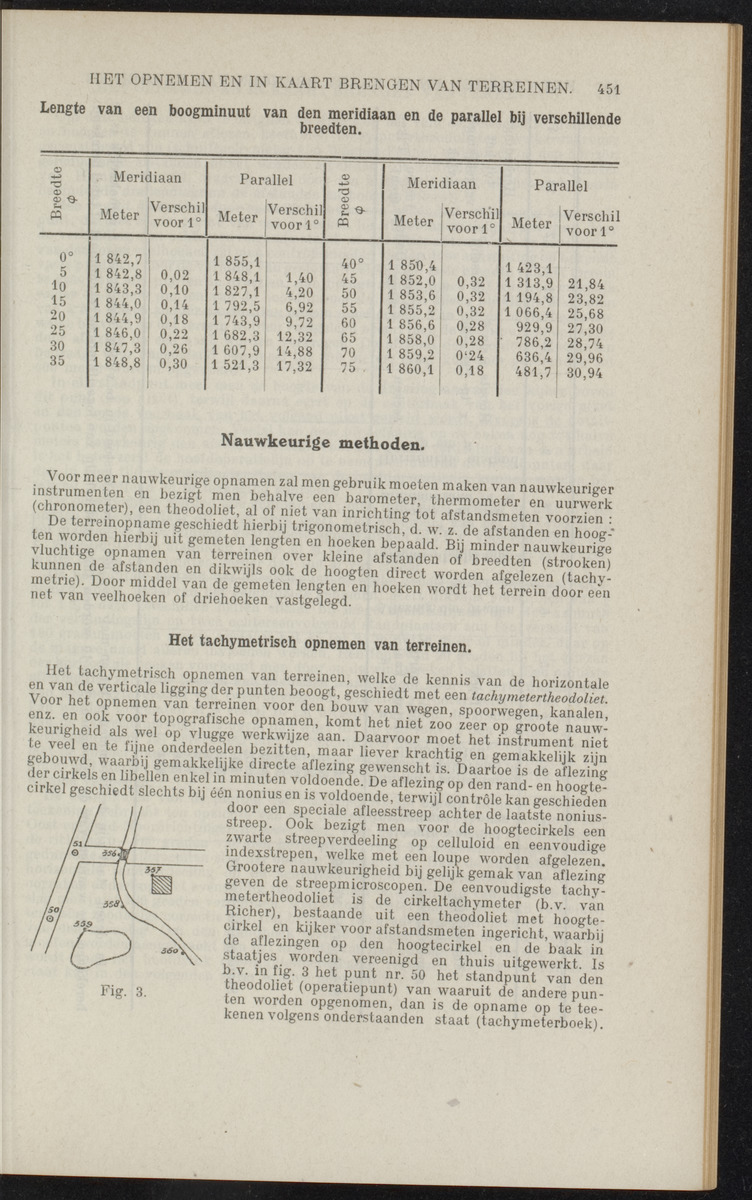 HET OPNEMEN EN IN KAART BRENGEN VAN TERREINEN. 451
Lengte van een boogminuut van den meridiaan en de parallel bij verschillende
breedten.
Breedte φ Meridiaan Parallel Breedte φ Meridiaan Parallel
Meter Verschil voor 1° Meter Verschil voor 1° Meter Verschil voor 1° Meter Verschil voor 1°
0° 1 842,7 1 855,1 40° 1 850,4 1 423,1
5 1 842,8 0,02 1 848,1 1,40 45 1 852,0 0,32 1 313,9 21,84
10 1 843,3 0,10 1 827,1 4,20 50 1 853,6 0,32 1 194,8 23,82
15 1 844,0 0,14 1 792,5 6,92 55 1 855,2 0,32 1 066,4 25,68
20 1 844,9 0,18 1 743,9 9,72 60 1 856,6 0,28 929,9 27,30
25 1 846,0 0,22 1 682,3 12,32 65 1 858,0 0,28 786,2 28,74
30 1 847,3 0,26 1 607,9 14,88 70 1 859,2 0'24 636,4 29,96
35 1 848,8 0,30 1 521,3 17,32 75 1 860,1 0,18 481,7 30,94
Nauwkeurige methoden.
Voor meer nauwkeurige opnamen zal men gebruik moeten maken van nauwkeuriger
instrumenten en bezigt men behalve een barometer, thermometer en uurwerk
(chronometer), een theodoliet, al of niet van inrichting tot afstandsmeten voorzien :
De terreinopname geschiedt hierbij trigonometrisch, d. w. z. de afstanden en hoog-
ten worden hierbij uit gemeten lengten en hoeken bepaald. Bij minder nauwkeurige
vluchtige opnamen van terreinen over kleine afstanden of breedten (strooken)
kunnen de afstanden en dikwijls ook de hoogten direct worden afgelezen (tachy-
metrie). Door middel van de gemeten lengten en hoeken wordt het terrein door een
net van veelhoeken of driehoeken vastgelegd.
Het tachymetrisch opnemen van terreinen.
Het tachymetrisch opnemen van terreinen, welke de kennis van de horizontale
en van de verticale ligging der punten beoogt, geschiedt met een tachymetertheodoliet.
Voor het opnemen van terreinen voor den bouw van wegen, spoorwegen, kanalen,
enz. en ook voor topografische opnamen, komt het niet zoo zeer op groote nauw-
keurigheid als wel op vlugge werkwijze aan. Daarvoor moet het instrument niet
te veel en te fijne onderdeelen bezitten, maar liever krachtig en gemakkelijk zijn
gebouwd, waarbij gemakkelijke directe aflezing gewenscht is. Daartoe is de aflezing
der cirkels en libellen enkel in minuten voldoende. De aflezing op den rand- en hoogte-
cirkel geschiedt slechts bij één nonius en is voldoende, terwijl contrôle kan geschieden
door een speciale afleesstreep achter de laatste nonius-
streep. Ook bezigt men voor de hoogtecirkels een
zwarte streepverdeeling op celluloid en eenvoudige
indexstrepen, welke met een loupe worden afgelezen.
Grootere nauwkeurigheid bij gelijk gemak van aflezing
geven de streepmicroscopen. De eenvoudigste tachy-
metertheodoliet is de cirkeltachymeter (b.v. van
Richer), bestaande uit een theodoliet met hoogte-
cirkel en kijker voor afstandsmeten ingericht, waarbij
de aflezingen op den hoogtecirkel en de baak in
staatjes worden vereenigd en thuis uitgewerkt. Is
b.v. in fig. 3 het punt nr. 50 het standpunt van den
theodoliet (operatiepunt) van waaruit de andere pun-
ten worden opgenomen, dan is de opname op te tee-
kenen volgens onderstaanden staat (tachymeterboek).
51
356
357
358
50
359
360
Fig. 3.